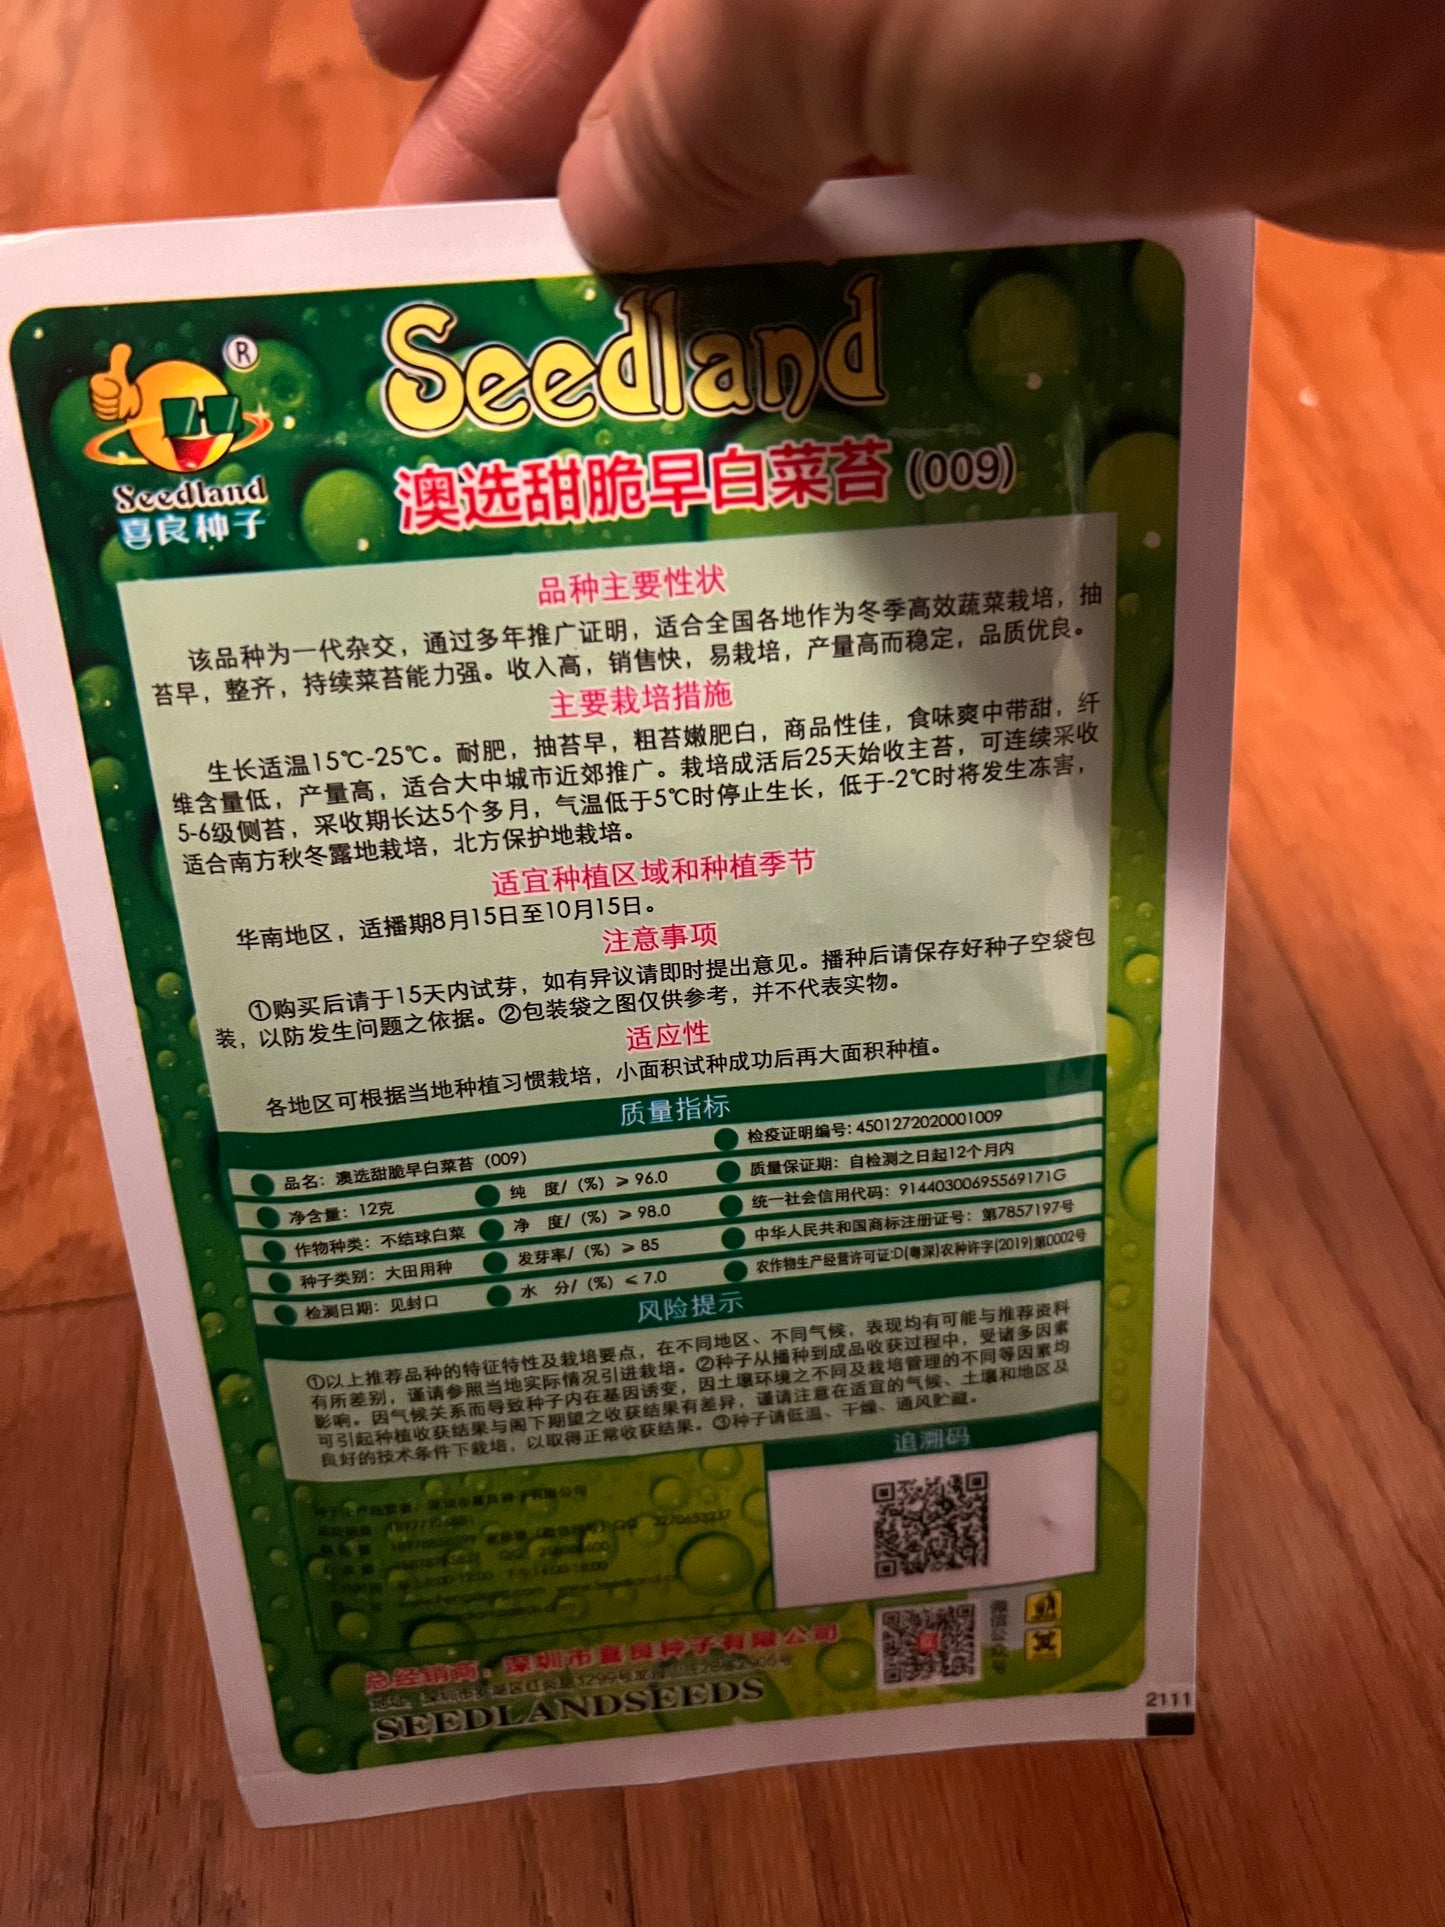 Seedland
®
Seedland
喜良种子
澳选甜脆早白菜苔 (009)
品种主要性状
该品种为一代杂交，通过多年推广证明，适合全国各地作为冬季高效蔬菜栽培，抽
苔早，整齐，持续菜苔能力强。收入高，销售快，易栽培，产量高而稳定，品质优良。
主要栽培措施
生长适温15℃-25℃。耐肥，抽苔早，粗苔嫩肥白，商品性佳，食味爽中带甜，纤
维含量低，产量高，适合大中城市近郊推广。栽培成活后25天始收主苔，可连续采收
5-6级侧苔，采收期长达5个多月，气温低于5℃时停止生长，低于-2℃时将发生冻害，
适合南方秋冬露地栽培，北方保护地栽培。
适宜种植区域和种植季节
华南地区，适播期8月15日至10月15日。
注意事项
①购买后请于15天内试芽，如有异议请即时提出意见。播种后请保存好种子空袋包
装，以防发生问题之依据。②包装袋之图仅供参考，并不代表实物。
适应性
各地区可根据当地种植习惯栽培，小面积试种成功后再大面积种植。
质量指标
品名：澳选甜脆早白菜苔（009）
检疫证明编号: 4501272020001009
净含量：12克
纯 度/（%）≥ 96.0
质量保证期：自检测之日起12个月内
作物种类：不结球白菜
净 度/（%）≥ 98.0
统一社会信用代码：91440300695569171G
种子类别：大田用种
发芽率/（%）≥ 85
中华人民共和国商标注册证号：第7857197号
检测日期：见封口
水 分/（%）≤ 7.0
农作物生产经营许可证:D(粤深)农种许字(2019)第0002号
风险提示
①以上推荐品种的特征特性及栽培要点，在不同地区、不同气候，表现均有可能与推荐资料
有所差别，谨请参照当地实际情况引进栽培。②种子从播种到成品收获过程中，受诸多因素
影响。因气候关系而导致种子内在基因诱变，因土壤环境之不同及栽培管理的不同等因素均
可引起种植收获结果与阁下期望之收获结果有差异，谨请注意在适宜的气候、土壤和地区及
良好的技术条件下栽培，以取得正常收获结果。③种子请低温、干燥、通风贮藏。
追溯码
微信公众号
总经销商：深圳市喜良种子有限公司
SEEDLANDSEEDS
2111